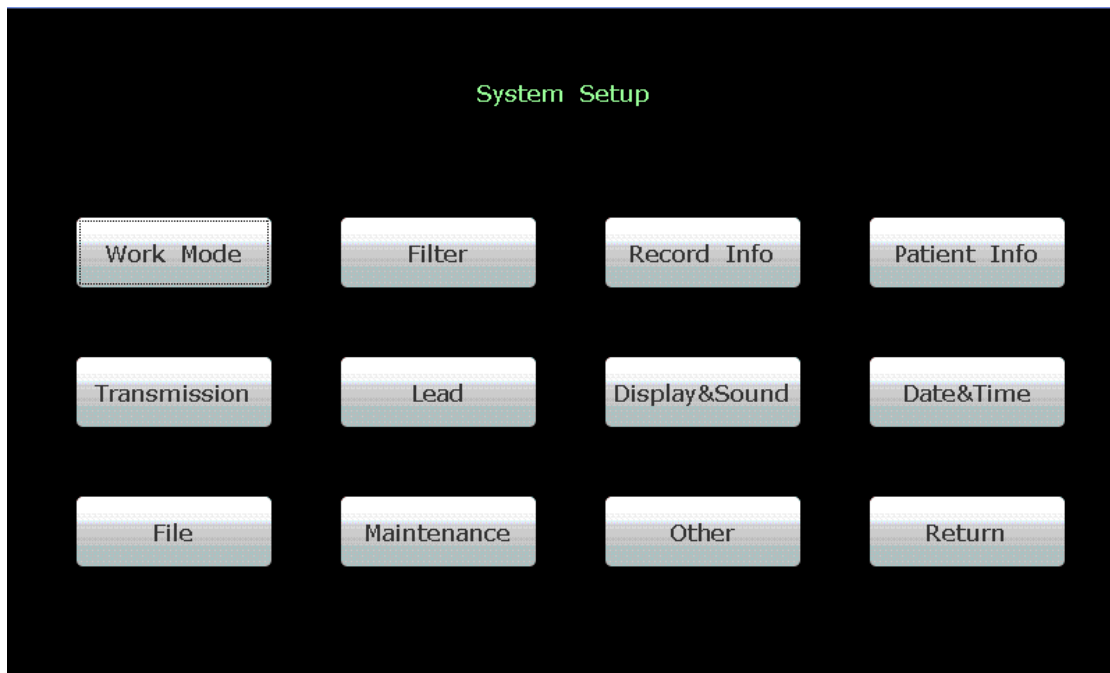 System Setup
Work Mode Filter Record Info Patient Info
Transmission Lead Display&Sound Date&Time
File Maintenance Other Return